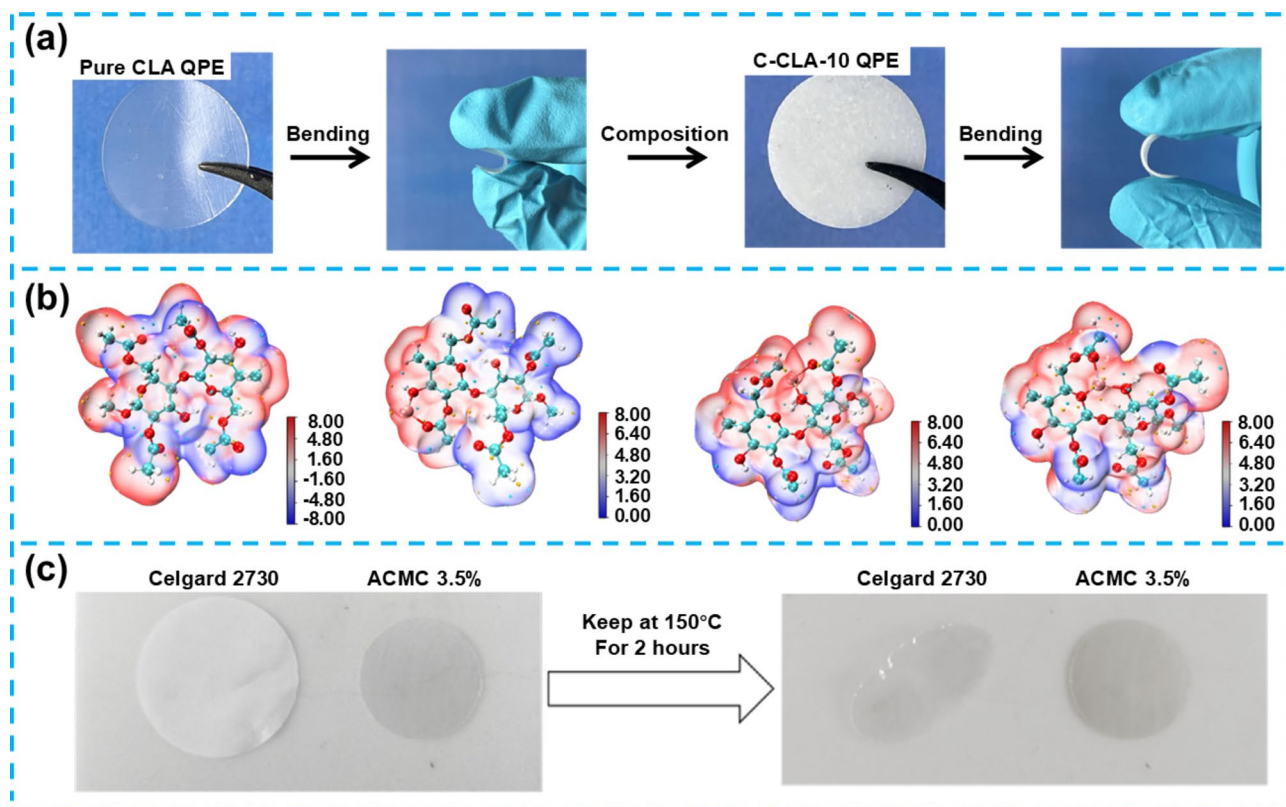 (a)
Pure CLA QPE
Bending
Composition
C-CLA-10 QPE
Bending
(b)
8.00
4.80
1.60
-1.60
-4.80
-8.00
8.00
6.40
4.80
3.20
1.60
0.00
8.00
6.40
4.80
3.20
1.60
0.00
8.00
6.40
4.80
3.20
1.60
0.00
(c)
Celgard 2730
ACMC 3.5%
Keep at 150°C
For 2 hours
Celgard 2730
ACMC 3.5%